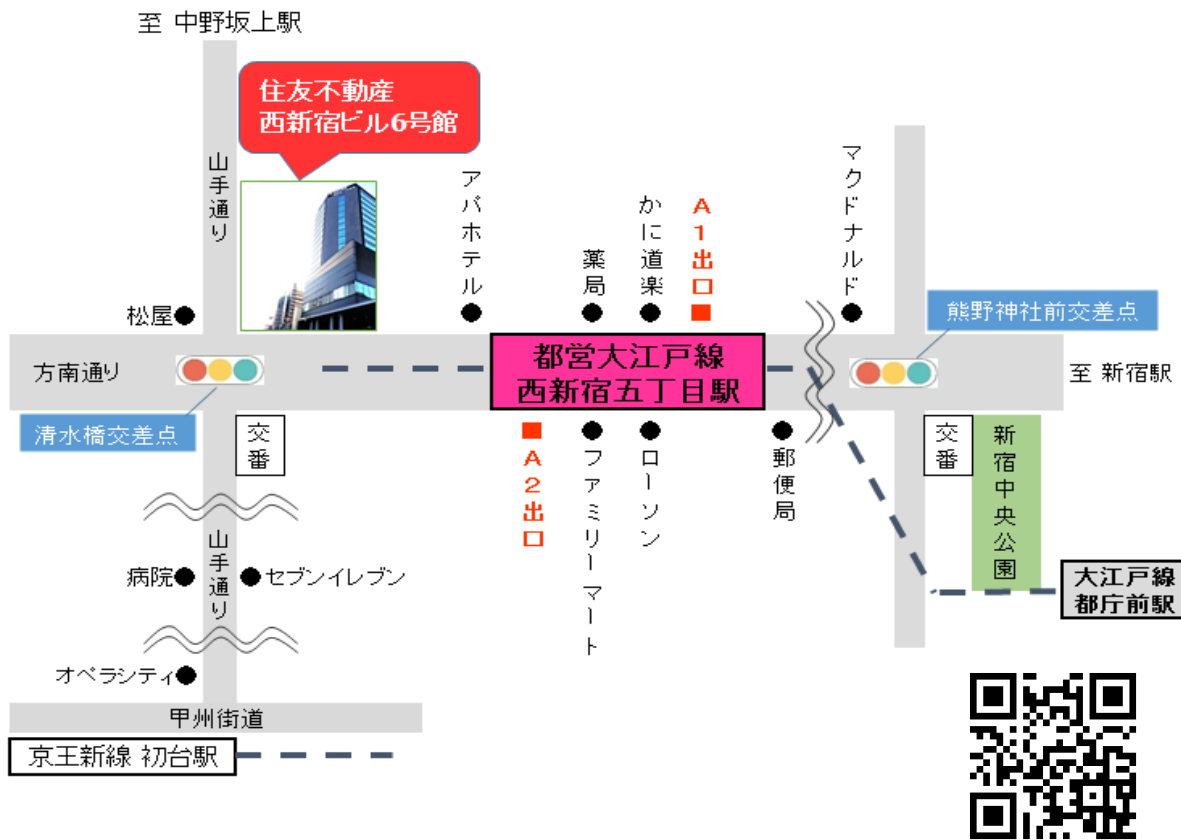 至 中野坂上駅
住友不動産
西新宿ビル6号館
山手通り
アパホテル
薬局
かに道楽
A1出口
マクドナルド
松屋
熊野神社前交差点
方南通り
都営大江戸線
西新宿五丁目駅
至 新宿駅
清水橋交差点
交番
A2出口
ファミリーマート
ローソン
郵便局
交番
新宿中央公園
山手通り
病院
セブンイレブン
大江戸線
都庁前駅
オペラシティ
甲州街道
京王新線 初台駅